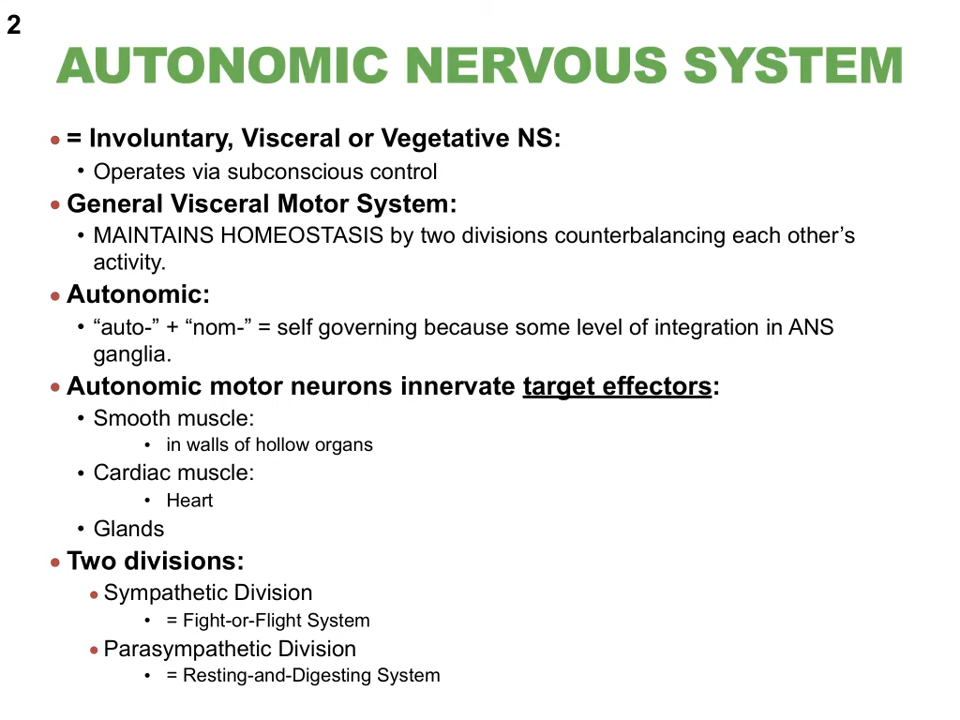 2
AUTONOMIC NERVOUS SYSTEM
• = Involuntary, Visceral or Vegetative NS:
• Operates via subconscious control
• General Visceral Motor System:
• MAINTAINS HOMEOSTASIS by two divisions counterbalancing each other’s
activity.
• Autonomic:
• “auto-” + “nom-” = self governing because some level of integration in ANS
ganglia.
• Autonomic motor neurons innervate target effectors:
• Smooth muscle:
• in walls of hollow organs
• Cardiac muscle:
• Heart
• Glands
• Two divisions:
• Sympathetic Division
• = Fight-or-Flight System
• Parasympathetic Division
• = Resting-and-Digesting System